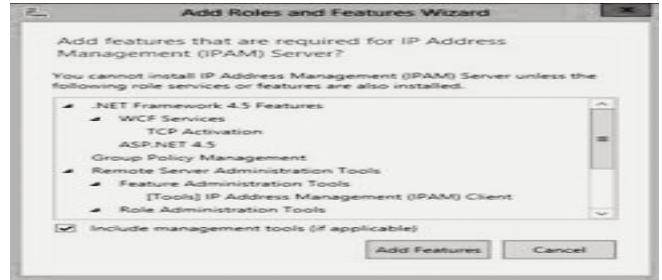 Add Roles and Features Wizard
Add features that are required for IP Address
Management (IPAM) Server?
You cannot install IP Address Management (IPAM) Server unless the
following role services or features are also installed.
.NET Framework 4.5 Features
WCF Services
TCP Activation
ASP.NET 4.5
Group Policy Management
Remote Server Administration Tools
Feature Administration Tools
[Tools] IP Address Management (IPAM) Client
Role Administration Tools
Include management tools (if applicable)
Add Features Cancel